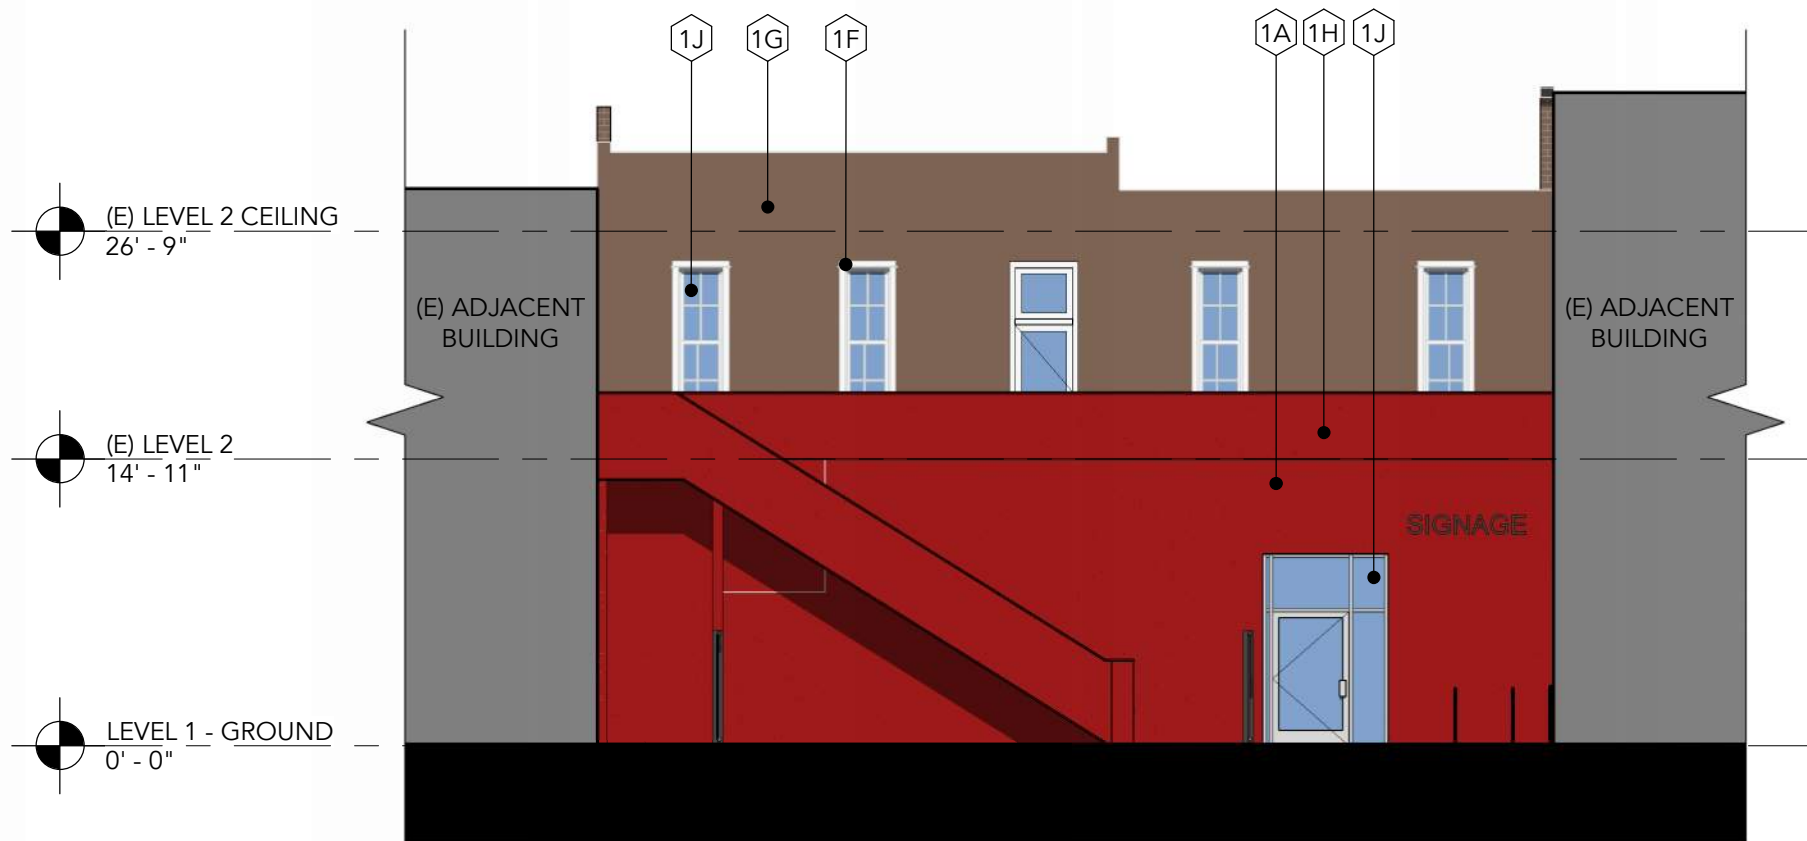 1J 1G 1F 1A 1H 1J
(E) LEVEL 2 CEILING
26' - 9"
(E) ADJACENT
BUILDING
(E) ADJACENT
BUILDING
(E) LEVEL 2
14' - 11"
SIGNAGE
LEVEL 1 - GROUND
0' - 0"